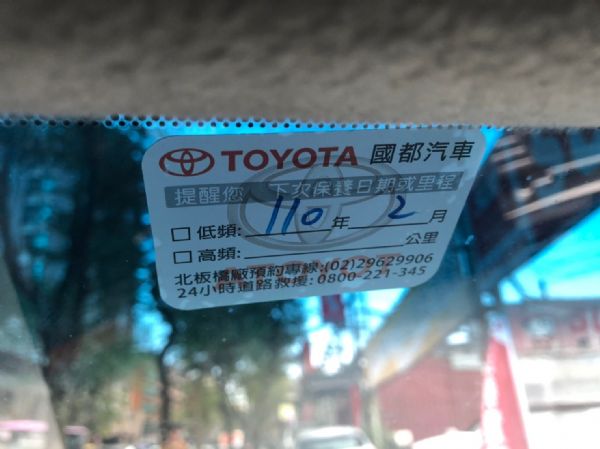 TOYOTA 國都汽車
提醒您 下次保養日期或里程
低頻: 110 年 2 月
高頻: 公里
北板橋廠預約專線:(02)29629906
24小時道路救援: 0800-221-345